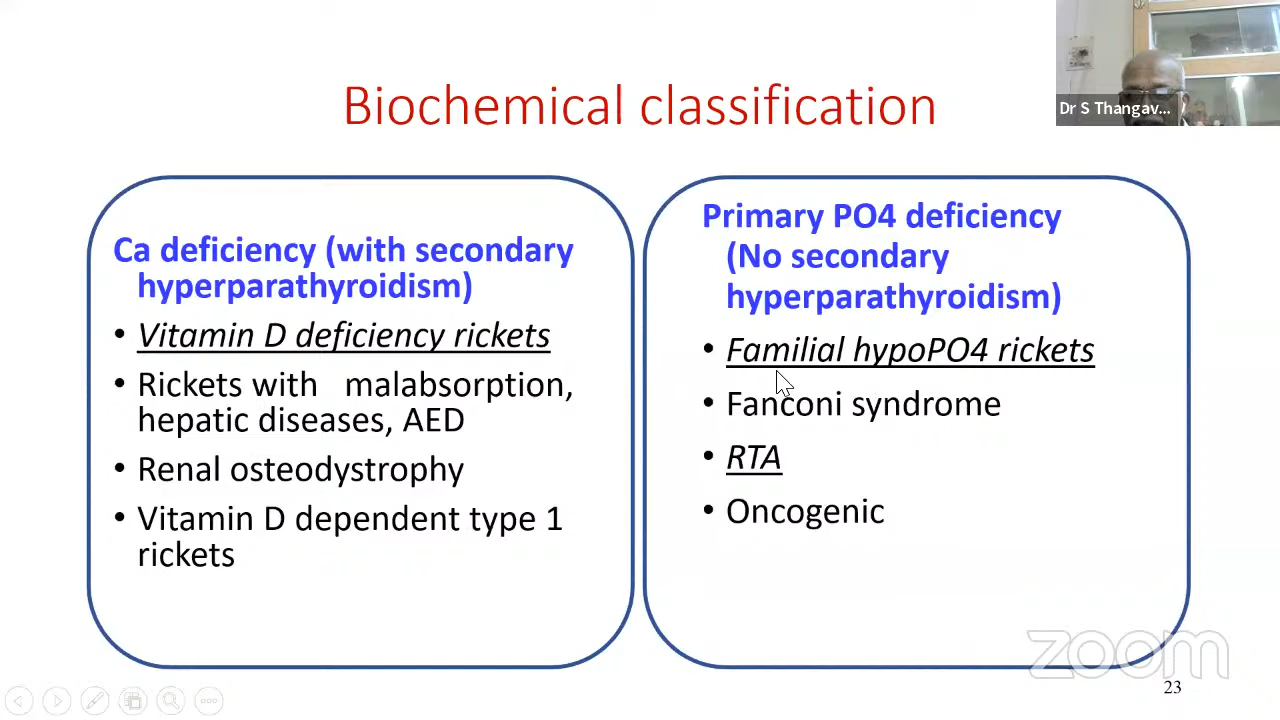 Dr S Thangav...
Biochemical classification
Ca deficiency (with secondary
hyperparathyroidism)
• Vitamin D deficiency rickets
• Rickets with malabsorption,
hepatic diseases, AED
• Renal osteodystrophy
• Vitamin D dependent type 1
rickets
Primary PO4 deficiency
(No secondary
hyperparathyroidism)
• Familial hypoPO4 rickets
• Fanconi syndrome
• RTA
• Oncogenic
zoom
23